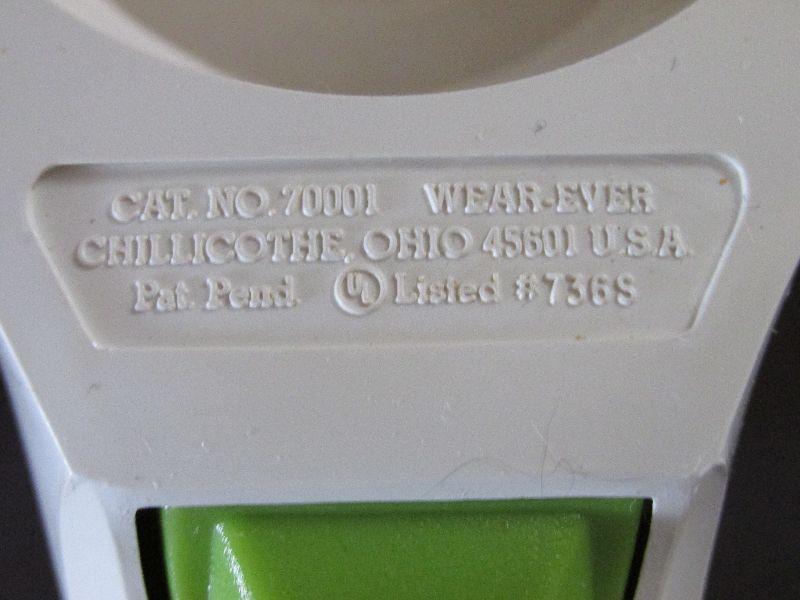 CAT. NO. 70001 WEAR-EVER
CHILLICOTHE, OHIO 45601 U.S.A.
Pat. Pend. UL Listed #736S